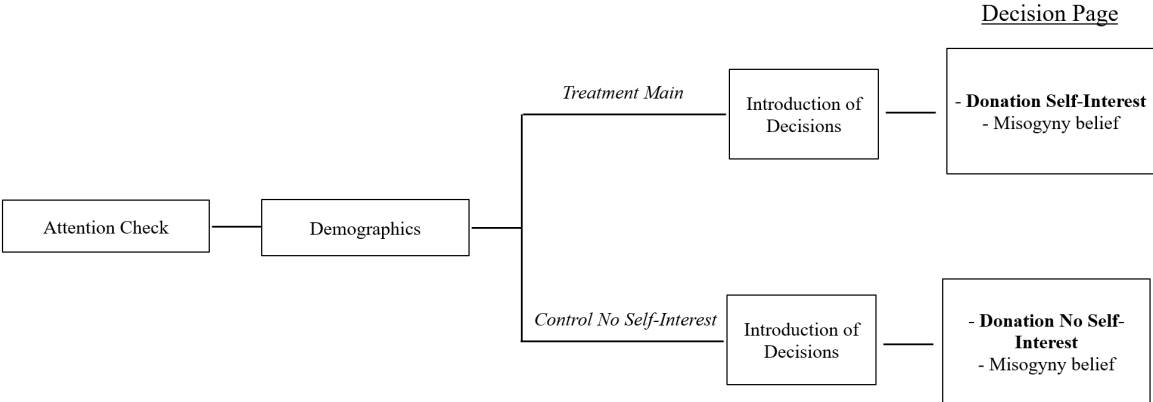 Decision Page
Treatment Main
Introduction of
Decisions
- Donation Self-Interest
- Misogyny belief
Attention Check
Demographics
Control No Self-Interest
Introduction of
Decisions
- Donation No Self-
Interest
- Misogyny belief